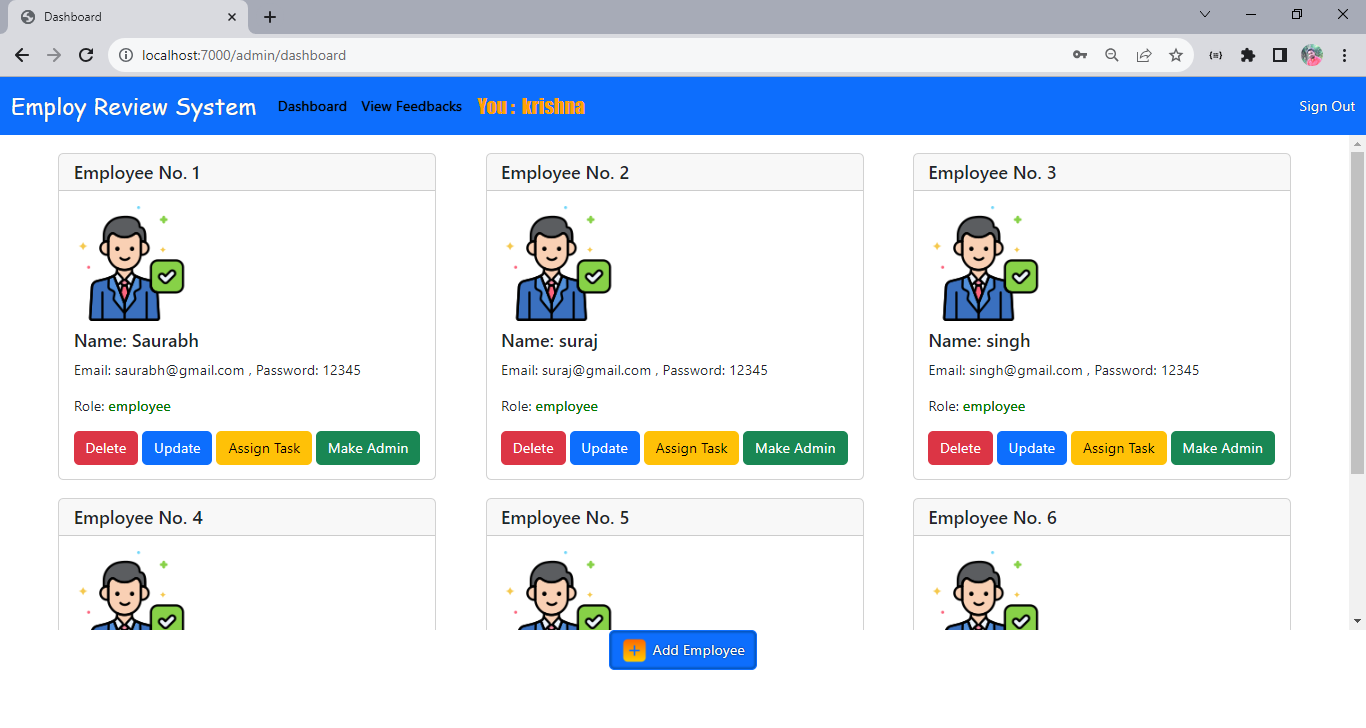 Dashboard
localhost:7000/admin/dashboard
Employ Review System Dashboard View Feedbacks You : krishna Sign Out
Employee No. 1
Name: Saurabh
Email: saurabh@gmail.com , Password: 12345
Role: employee
Delete Update Assign Task Make Admin
Employee No. 2
Name: suraj
Email: suraj@gmail.com , Password: 12345
Role: employee
Delete Update Assign Task Make Admin
Employee No. 3
Name: singh
Email: singh@gmail.com , Password: 12345
Role: employee
Delete Update Assign Task Make Admin
Employee No. 4
Employee No. 5
Employee No. 6
Add Employee